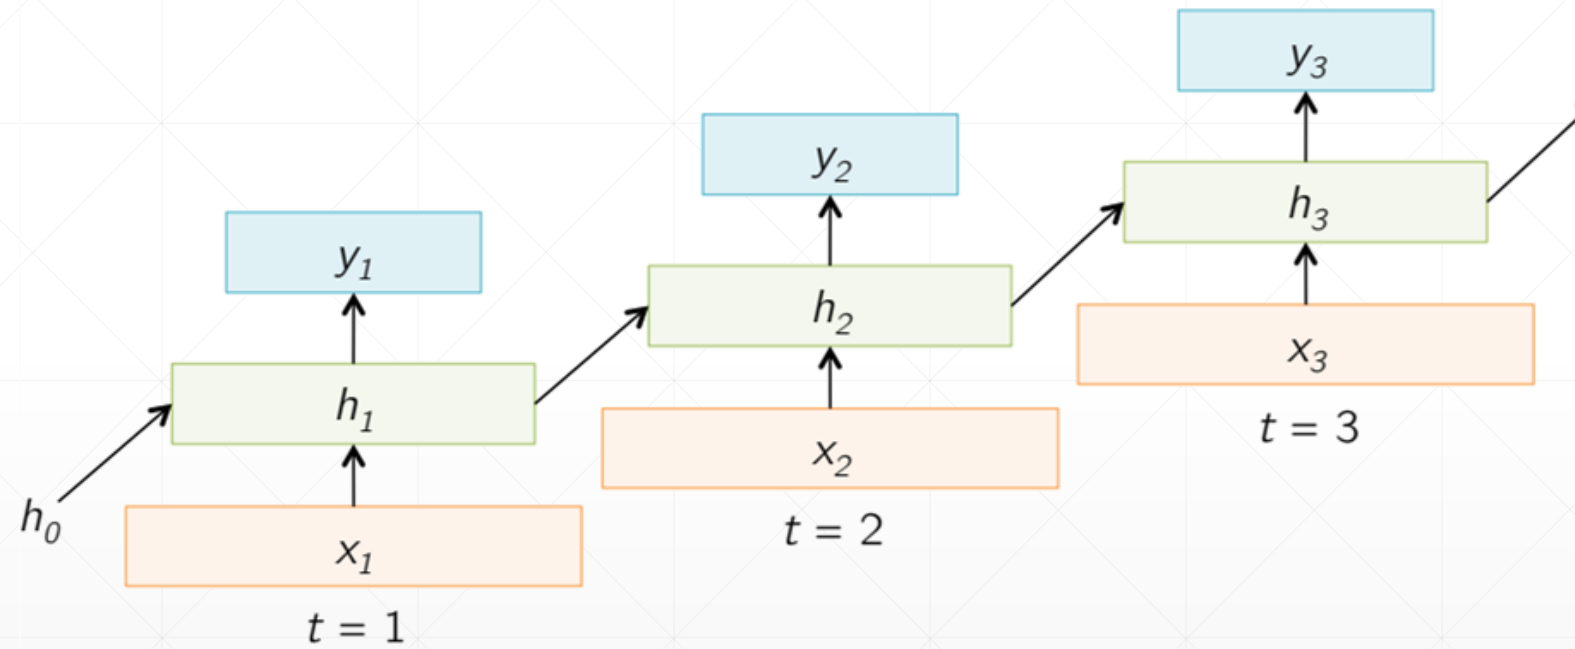 y₃
y₂
h₃
y₁
h₂
x₃
h₁
t = 3
x₂
h₀
t = 2
x₁
t = 1